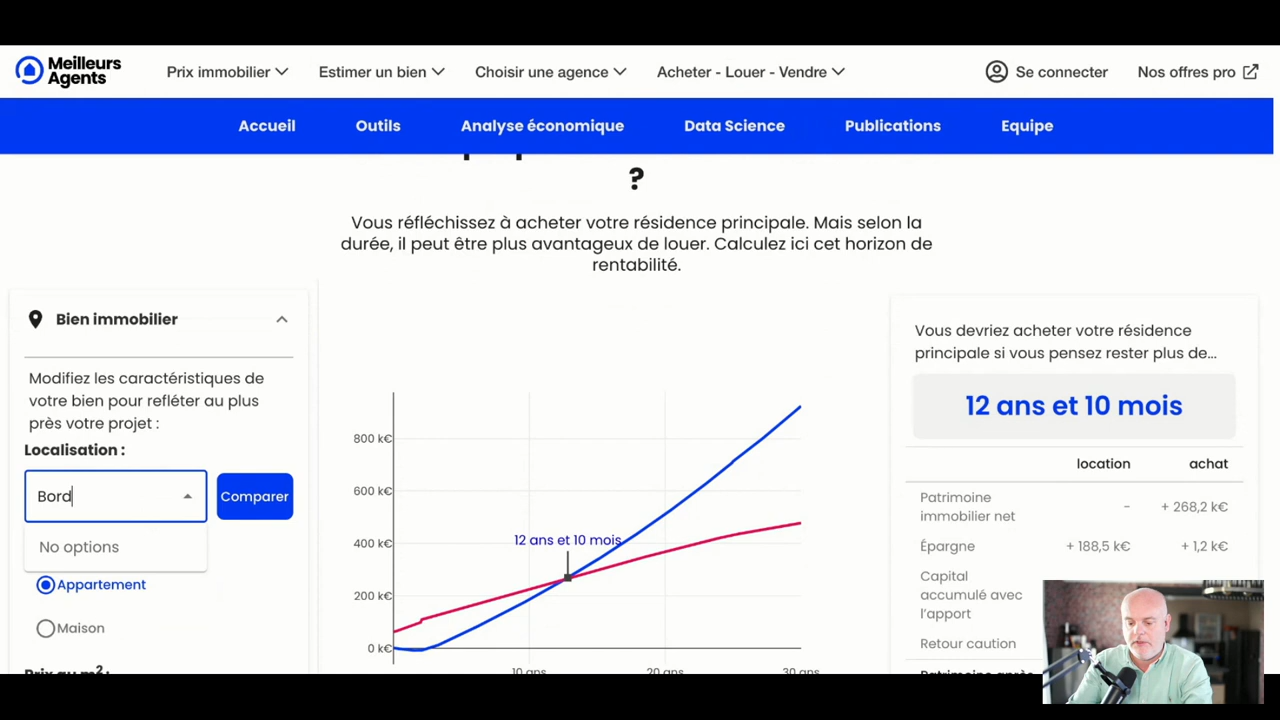 Meilleurs
Agents
Prix immobilier
Estimer un bien
Choisir une agence
Acheter - Louer - Vendre
Se connecter
Nos offres pro
Accueil
Outils
Analyse économique
Data Science
Publications
Equipe
?
Vous réfléchissez à acheter votre résidence principale. Mais selon la
durée, il peut être plus avantageux de louer. Calculez ici cet horizon de
rentabilité.
Bien immobilier
Modifiez les caractéristiques de
votre bien pour refléter au plus
près votre projet :
Localisation :
Bord
Comparer
No options
Appartement
Maison
Prix au m² :
800 k€
600 k€
400 k€
200 k€
0 k€
12 ans et 10 mois
10 ans
20 ans
30 ans
Vous devriez acheter votre résidence
principale si vous pensez rester plus de...
12 ans et 10 mois
location achat
Patrimoine
immobilier net - + 268,2 k€
Épargne + 188,5 k€ + 1,2 k€
Capital
accumulé avec
l'apport
Retour caution
Patrimoine après